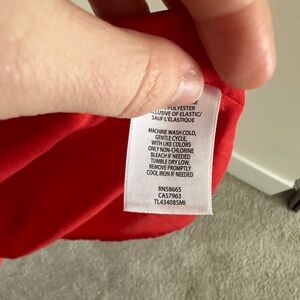 POLYESTER
EXCLUSIVE OF ELASTIC/
SAUF L'ÉLASTIQUE
MACHINE WASH COLD,
GENTLE CYCLE,
WITH LIKE COLORS
ONLY NON-CHLORINE
BLEACH IF NEEDED
TUMBLE DRY LOW,
REMOVE PROMPTLY
COOL IRON IF NEEDED
RN58665
CA57963
TL43408SMI